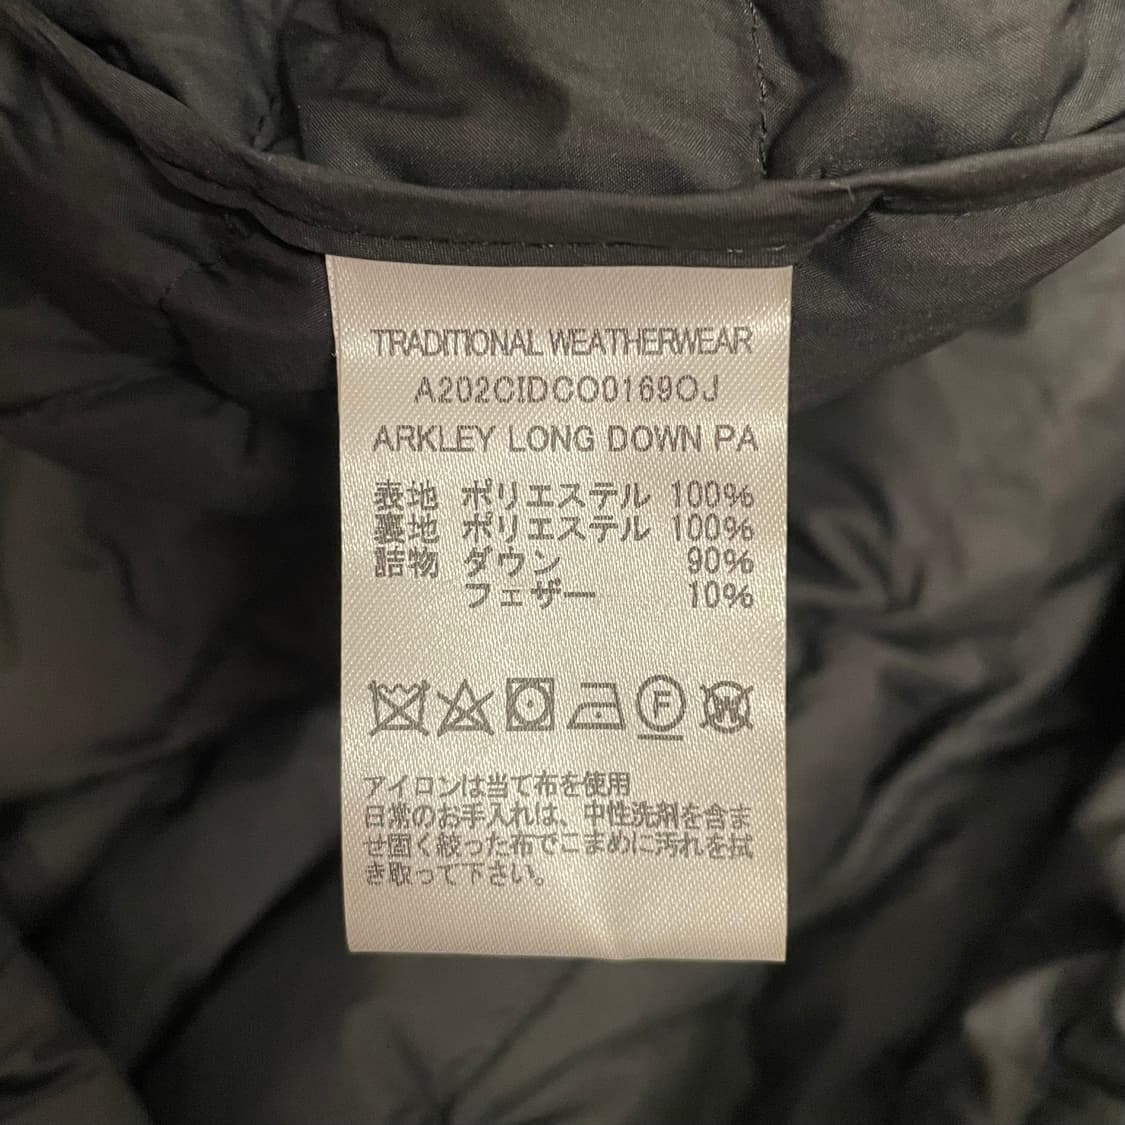 TRADITIONAL WEATHERWEAR
A202CIDCO0169OJ
ARKLEY LONG DOWN PA
表地 ポリエステル 100%
裏地 ポリエステル 100%
詰物 ダウン 90%
フェザー 10%
F
W
アイロンは当て布を使用
日常のお手入れは、中性洗剤を含ま
せ固く絞った布でこまめに汚れを拭
き取って下さい。